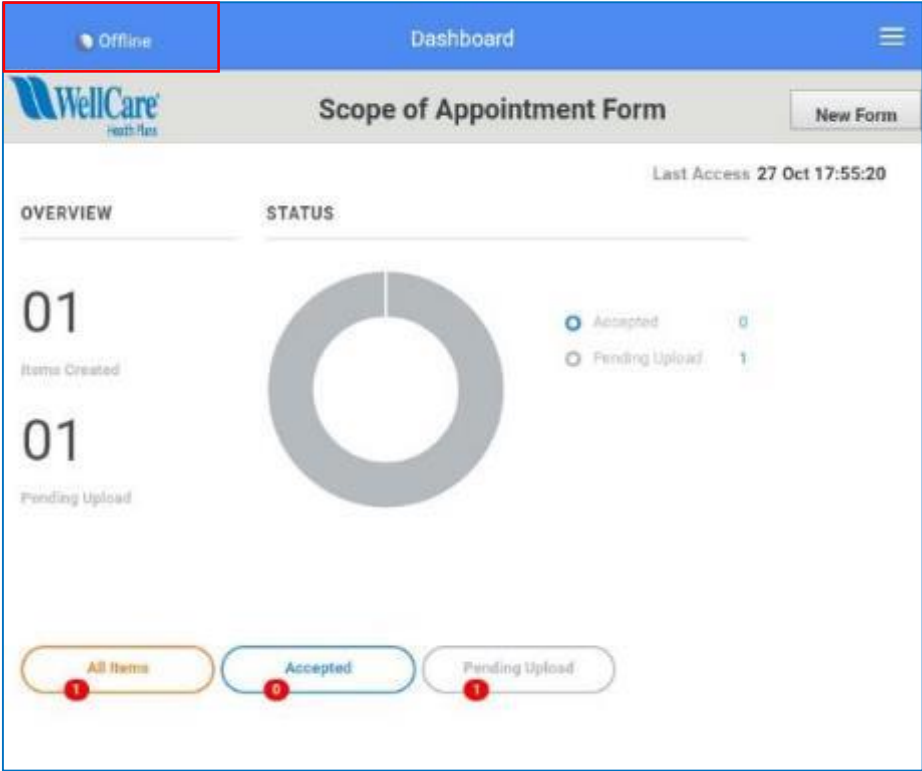 Offline
Dashboard
WellCare
Health Plans
Scope of Appointment Form
New Form
Last Access 27 Oct 17:55:20
OVERVIEW
STATUS
01
Items Created
01
Pending Upload
Accepted 0
Pending Upload 1
All Items
1
Accepted
0
Pending Upload
1